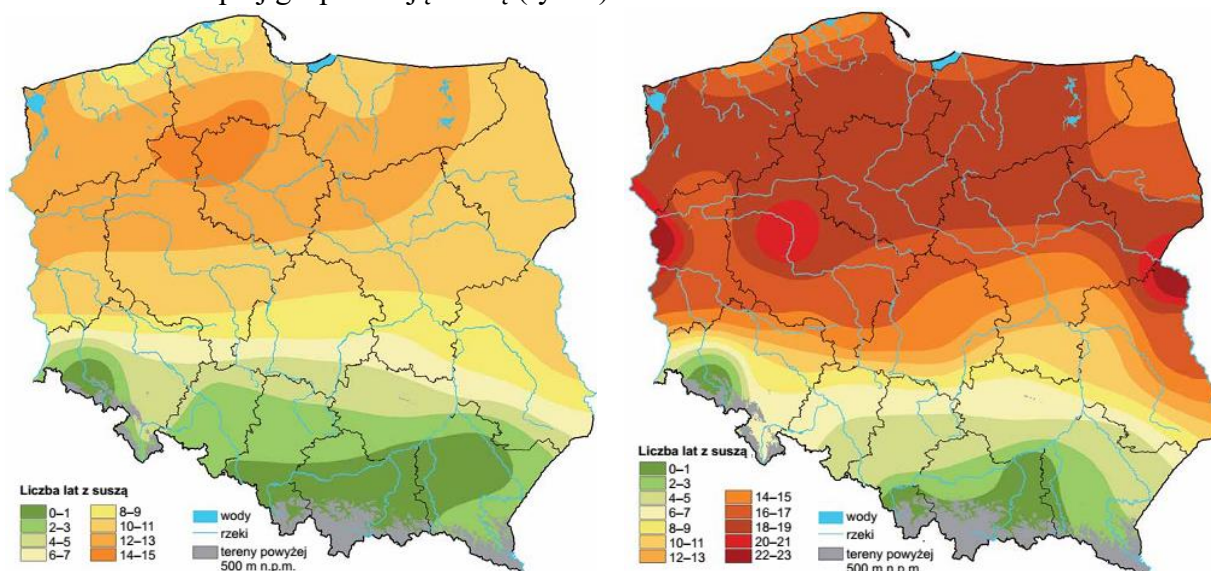 Liczba lat z suszą
0–1
2–3
4–5
6–7
8–9
10–11
12–13
14–15
wody
rzeki
tereny powyżej
500 m n.p.m.
Liczba lat z suszą
0–1
2–3
4–5
6–7
8–9
10–11
12–13
14–15
16–17
18–19
20–21
22–23
wody
rzeki
tereny powyżej
500 m n.p.m.